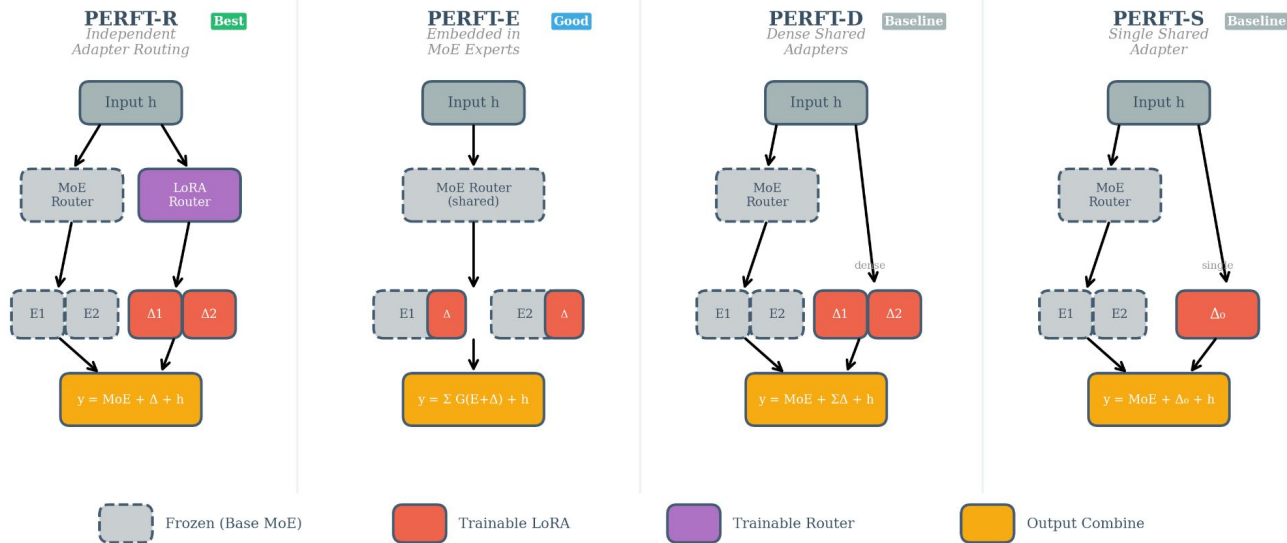 PERFT-R
Best
Independent
Adapter Routing
Input h
MoE
Router
LoRA
Router
E1
E2
Δ1
Δ2
y = MoE + Δ + h
PERFT-E
Good
Embedded in
MoE Experts
Input h
MoE Router
(shared)
E1
Δ
E2
Δ
y = Σ G(E+Δ) + h
PERFT-D
Baseline
Dense Shared
Adapters
Input h
MoE
Router
dense
E1
E2
Δ1
Δ2
y = MoE + ΣΔ + h
PERFT-S
Baseline
Single Shared
Adapter
Input h
MoE
Router
single
E1
E2
Δ₀
y = MoE + Δ₀ + h
Frozen (Base MoE)
Trainable LoRA
Trainable Router
Output Combine